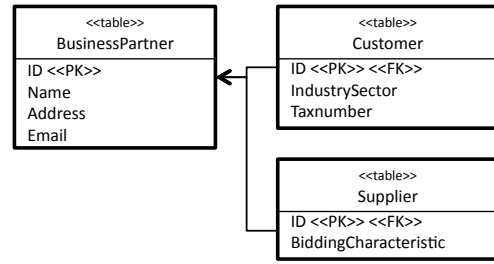 <<table>>
BusinessPartner
ID <<PK>>
Name
Address
Email
<<table>>
Customer
ID <<PK>> <<FK>>
IndustrySector
Taxnumber
<<table>>
Supplier
ID <<PK>> <<FK>>
BiddingCharacteristic